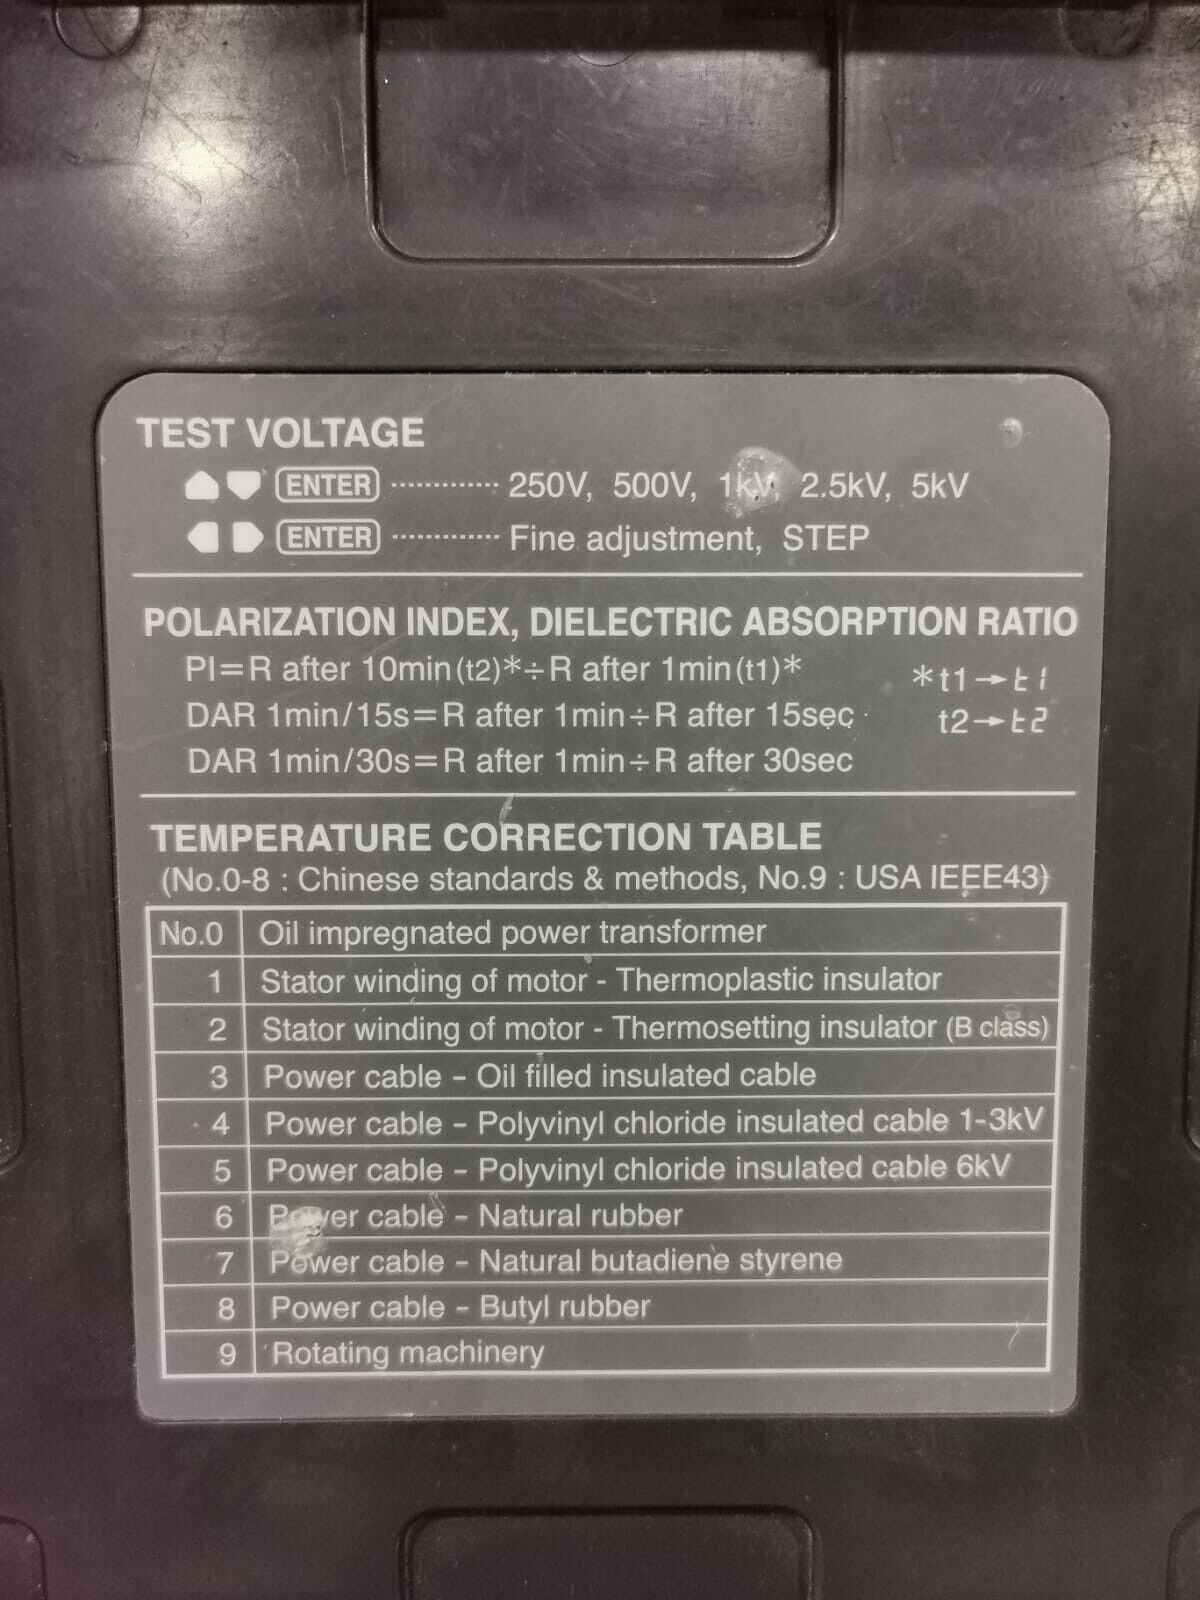 TEST VOLTAGE
ENTER ············· 250V, 500V, 1kV, 2.5kV, 5kV
ENTER ············· Fine adjustment, STEP
POLARIZATION INDEX, DIELECTRIC ABSORPTION RATIO
PI=R after 10min(t2)*÷R after 1min(t1)* *t1→t1
DAR 1min/15s=R after 1min÷R after 15sec t2→t2
DAR 1min/30s=R after 1min÷R after 30sec
TEMPERATURE CORRECTION TABLE
(No.0-8 : Chinese standards & methods, No.9 : USA IEEE43)
No.0 Oil impregnated power transformer
1 Stator winding of motor - Thermoplastic insulator
2 Stator winding of motor - Thermosetting insulator (B class)
3 Power cable - Oil filled insulated cable
4 Power cable - Polyvinyl chloride insulated cable 1-3kV
5 Power cable - Polyvinyl chloride insulated cable 6kV
6 Power cable - Natural rubber
7 Power cable - Natural butadiene styrene
8 Power cable - Butyl rubber
9 Rotating machinery